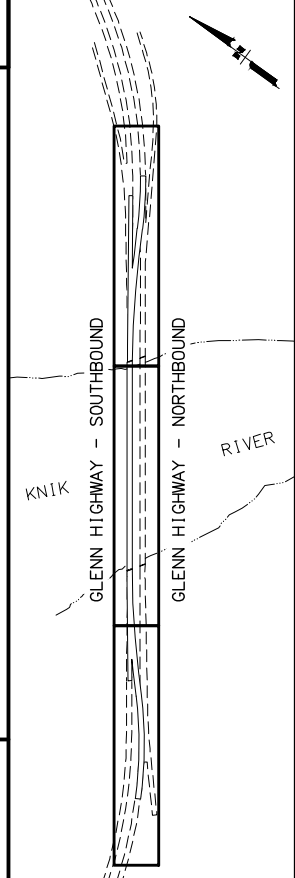 GLENN HIGHWAY - SOUTHBOUND
GLENN HIGHWAY - NORTHBOUND
KNIK
RIVER